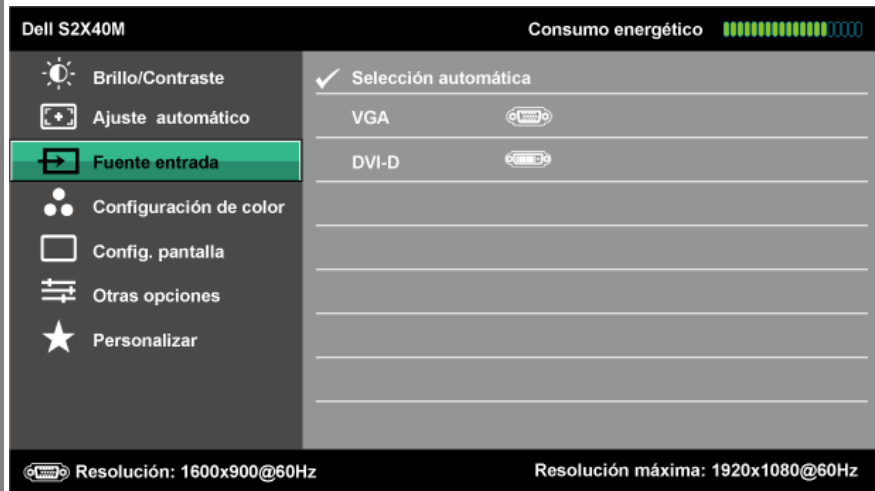 Dell S2X40M
Consumo energético
Brillo/Contraste
Ajuste automático
Fuente entrada
Configuración de color
Config. pantalla
Otras opciones
Personalizar
Selección automática
VGA
DVI-D
Resolución: 1600x900@60Hz
Resolución máxima: 1920x1080@60Hz